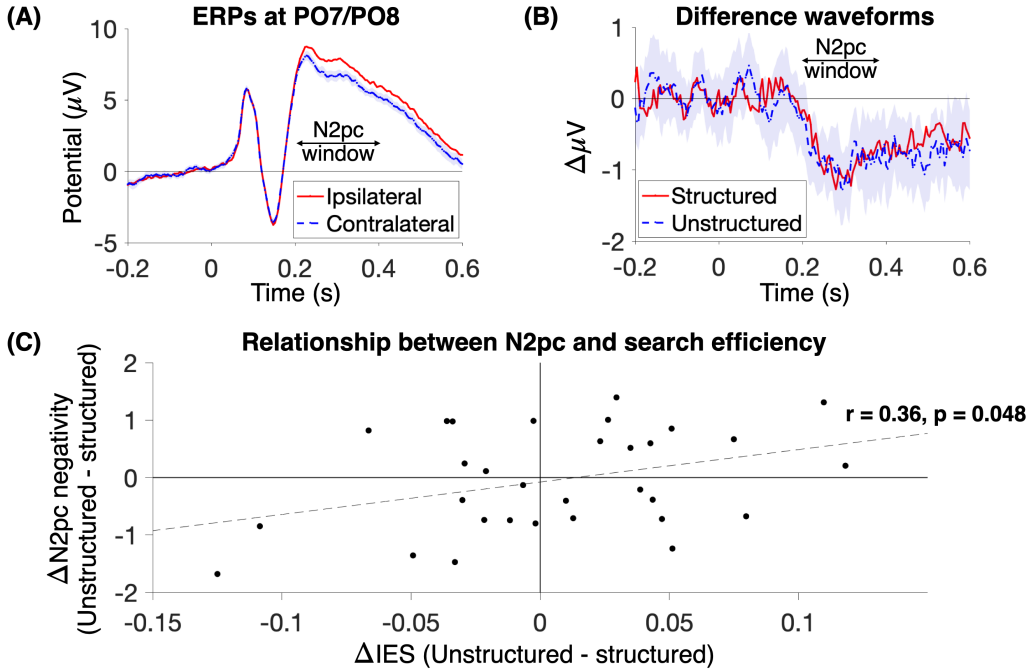 (A)
ERPs at PO7/PO8
10
5
0
-5
Potential (μV)
N2pc
window
Ipsilateral
Contralateral
-0.2
0
0.2
0.4
0.6
Time (s)
(B)
Difference waveforms
1
0
-1
-2
ΔμV
N2pc
window
Structured
Unstructured
-0.2
0
0.2
0.4
0.6
Time (s)
(C)
Relationship between N2pc and search efficiency
2
1
0
-1
-2
ΔN2pc negativity
(Unstructured - structured)
r = 0.36, p = 0.048
-0.15
-0.1
-0.05
0
0.05
0.1
ΔIES (Unstructured - structured)